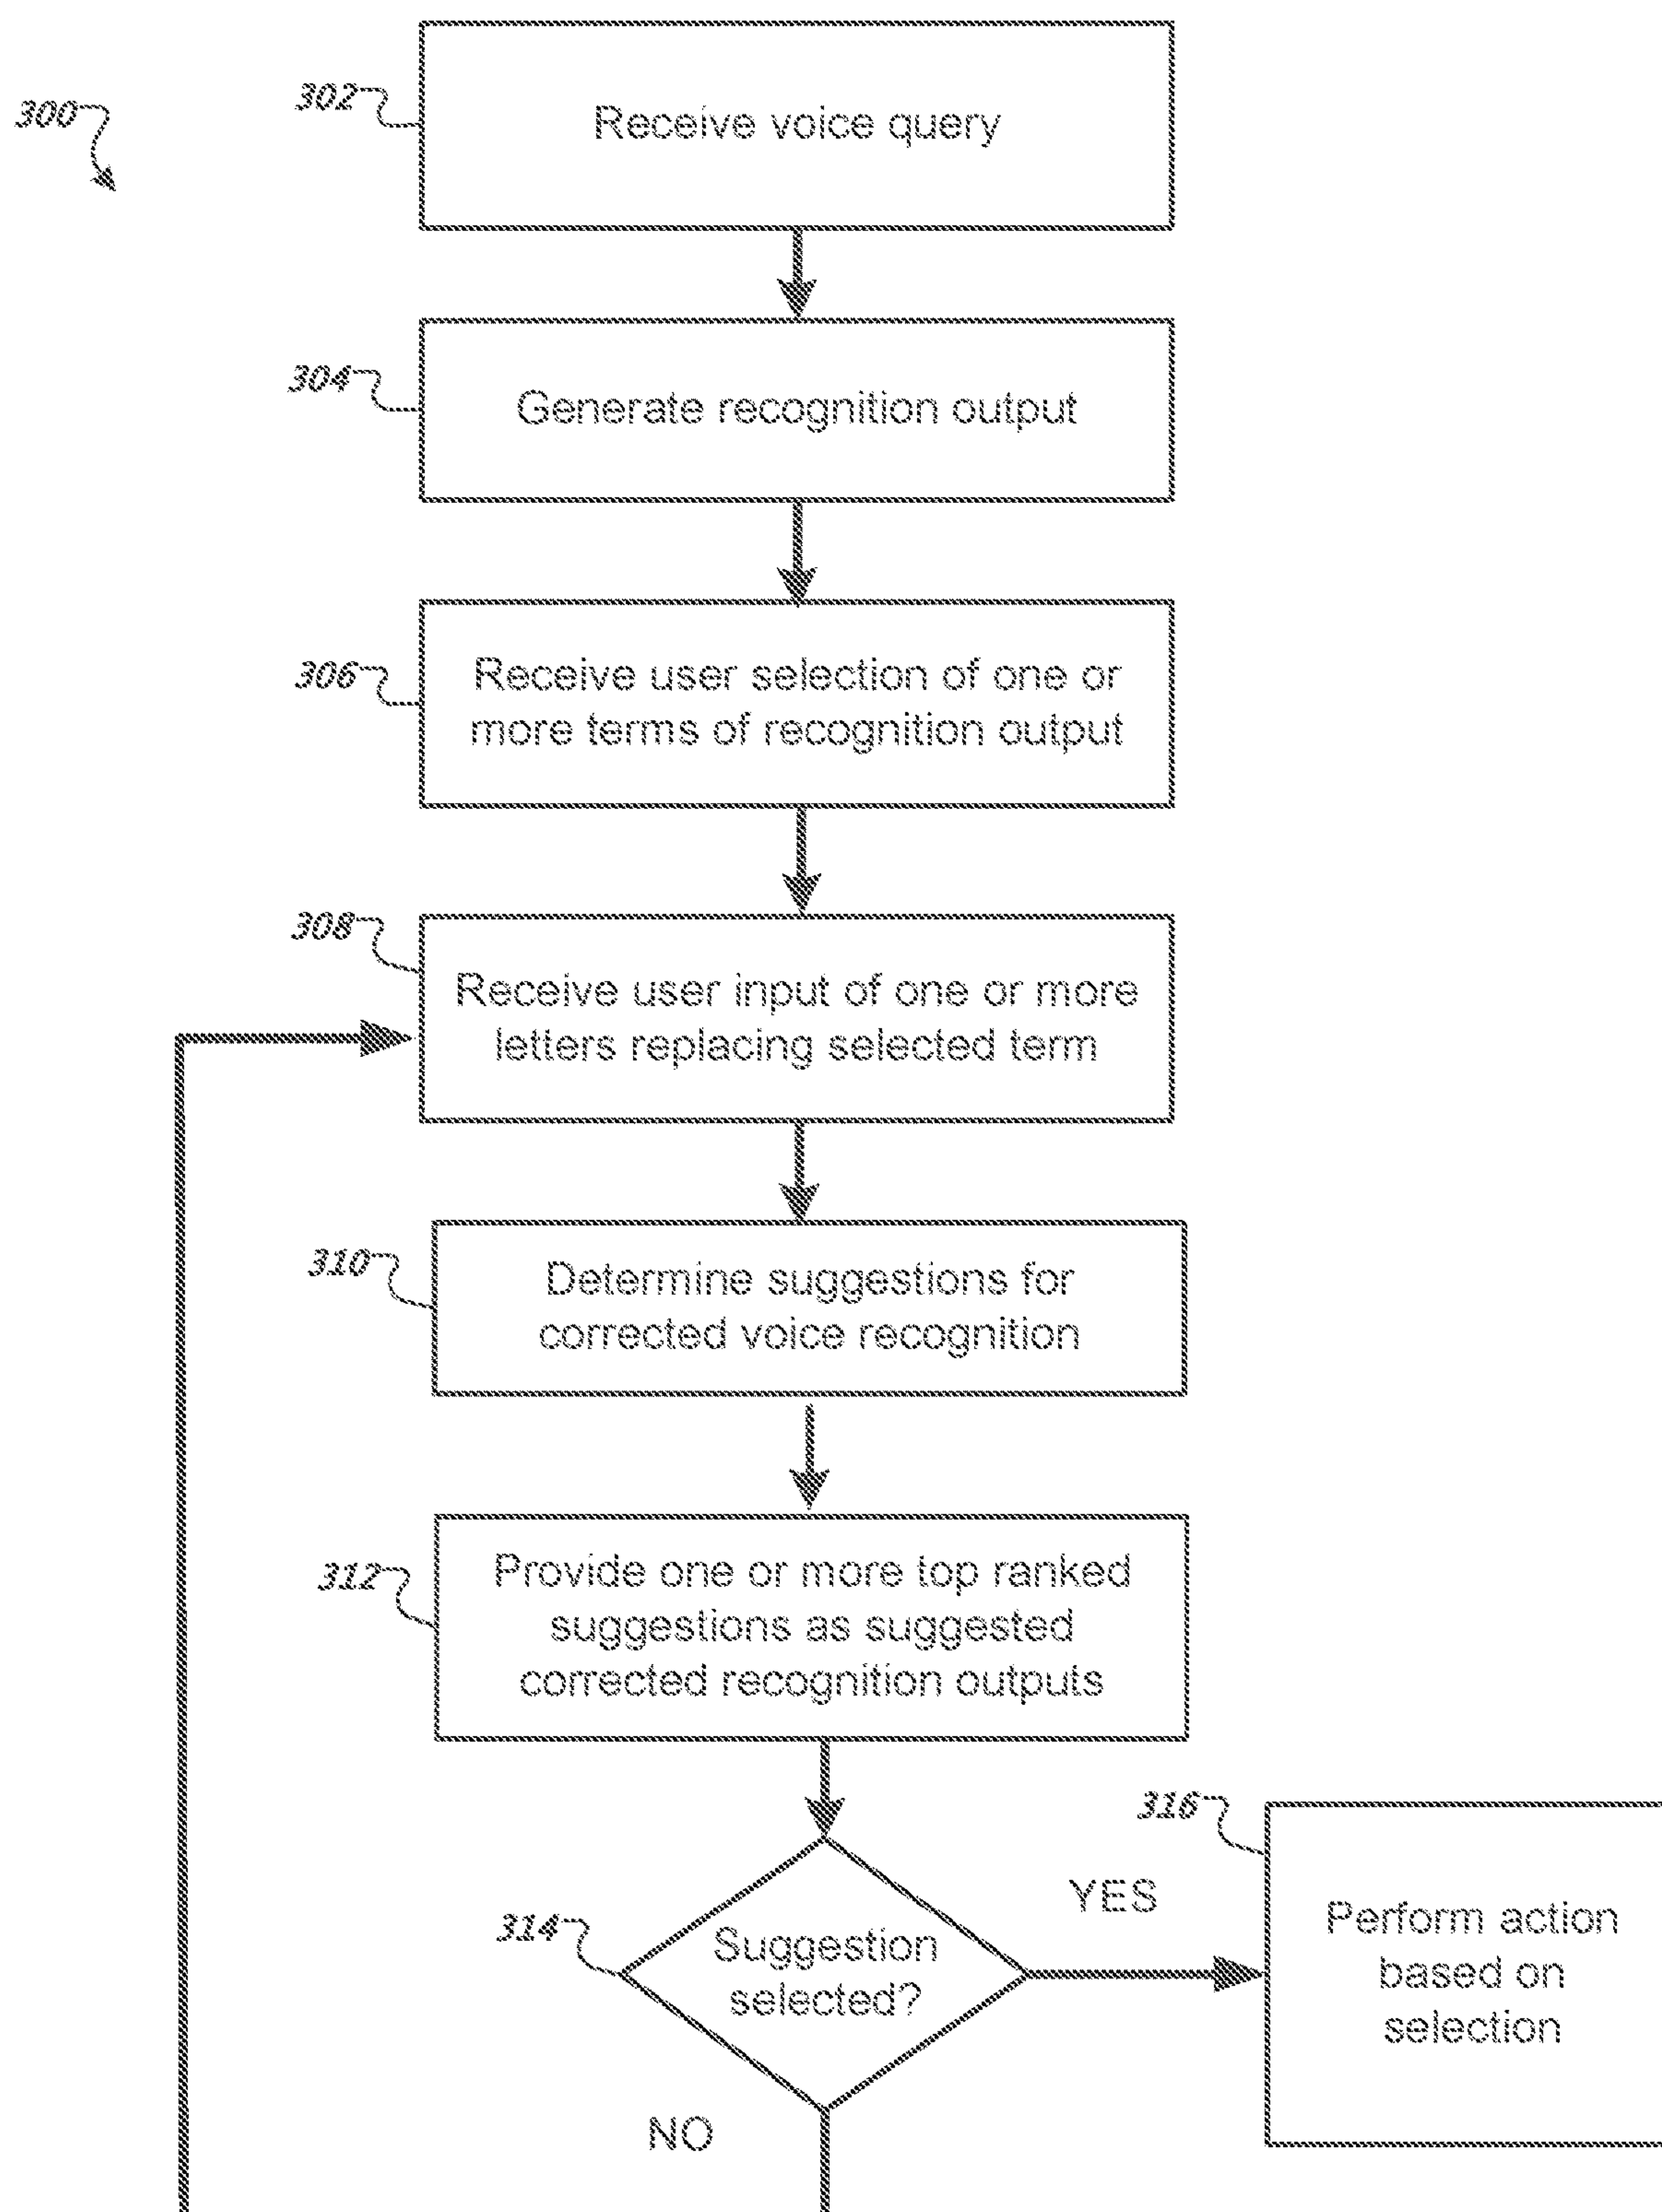 300
302
Receive voice query
304
Generate recognition output
306
Receive user selection of one or
more terms of recognition output
308
Receive user input of one or more
letters replacing selected term
310
Determine suggestions for
corrected voice recognition
312
Provide one or more top ranked
suggestions as suggested
corrected recognition outputs
314
Suggestion
selected?
YES
316
Perform action
based on
selection
NO